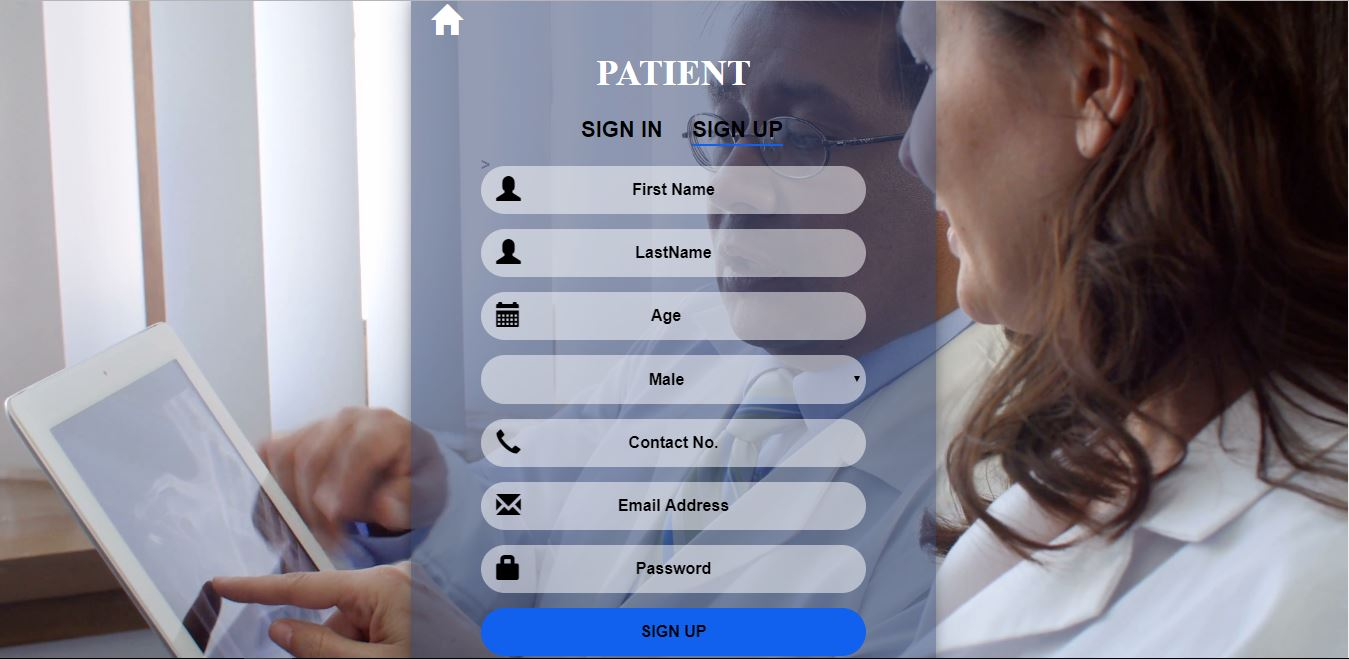 PATIENT
SIGN IN SIGN UP
>
First Name
LastName
Age
Male
Contact No.
Email Address
Password
SIGN UP